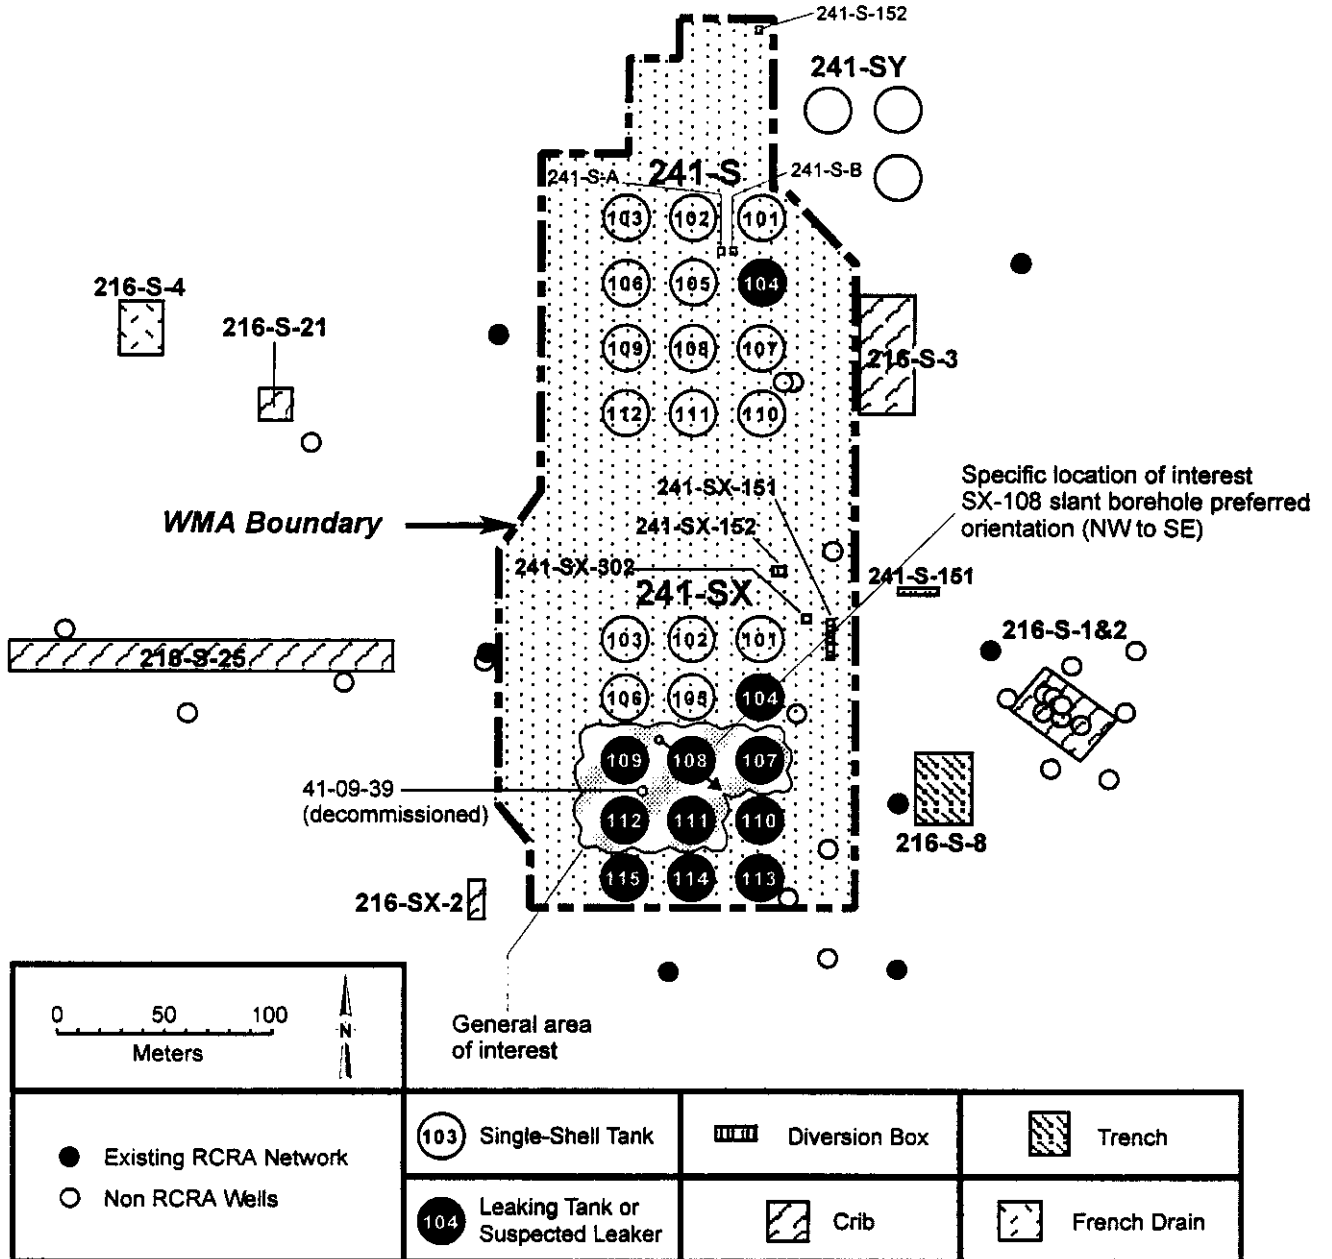 241-S-152
241-SY
241-S
241-S-A
241-S-B
103 102 101
106 105 104
109 108 107
112 111 110
216-S-4
216-S-21
216-S-3
WMA Boundary
241-SX-151
241-SX-152
241-SX-302
241-SX
Specific location of interest
SX-108 slant borehole preferred
orientation (NW to SE)
241-S-151
216-S-1&2
216-S-25
103 102 101
106 105 104
109 108 107
112 111 110
115 114 113
41-09-39
(decommissioned)
216-S-8
216-SX-2
General area
of interest
0 50 100
Meters
N
Existing RCRA Network
Non RCRA Wells
103 Single-Shell Tank
104 Leaking Tank or
Suspected Leaker
Diversion Box
Crib
Trench
French Drain